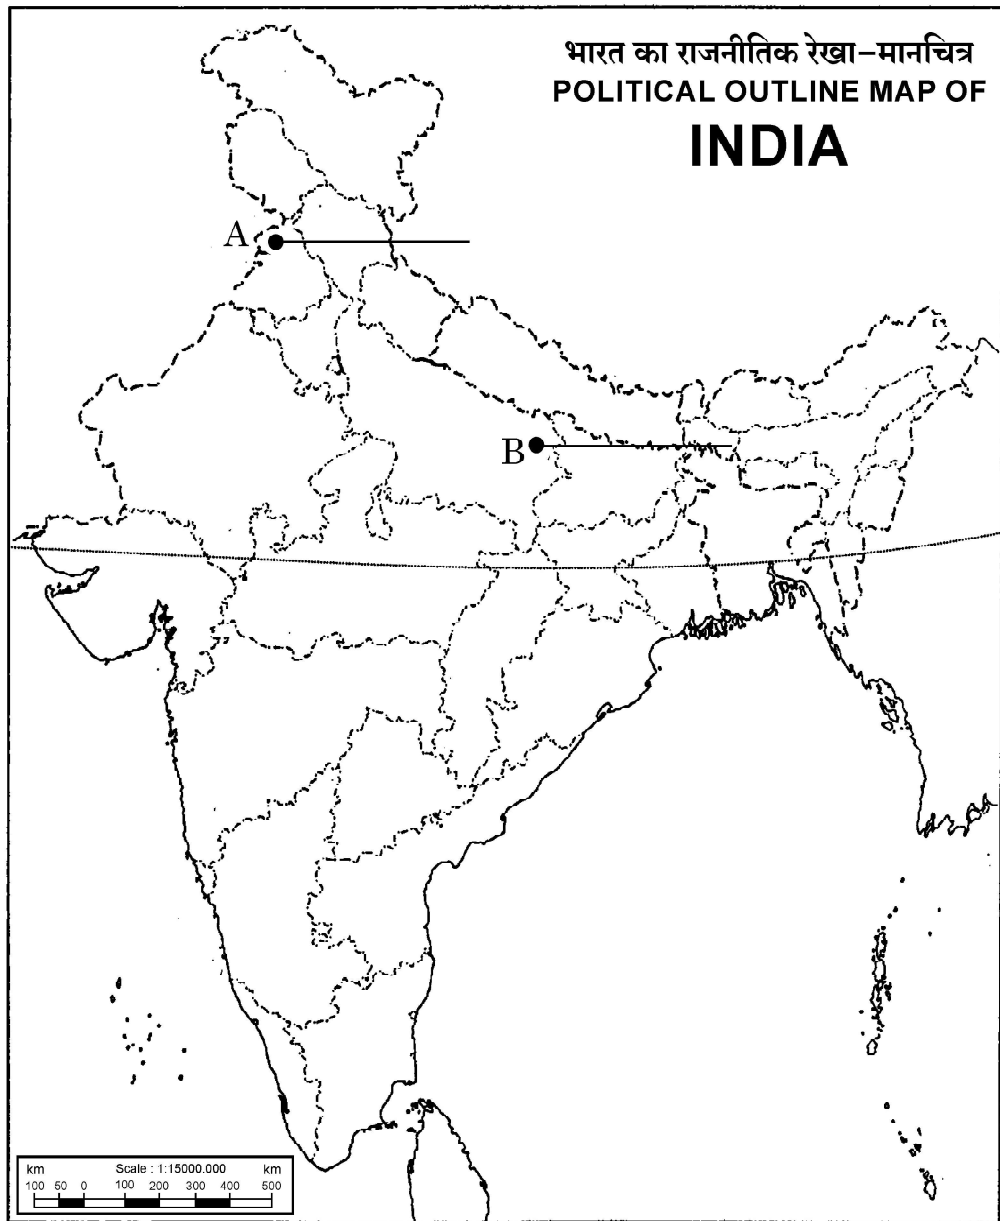 भारत का राजनीतिक रेखा-मानचित्र
POLITICAL OUTLINE MAP OF
INDIA
A
B
km Scale : 1:15000.000 km
100 50 0 100 200 300 400 500